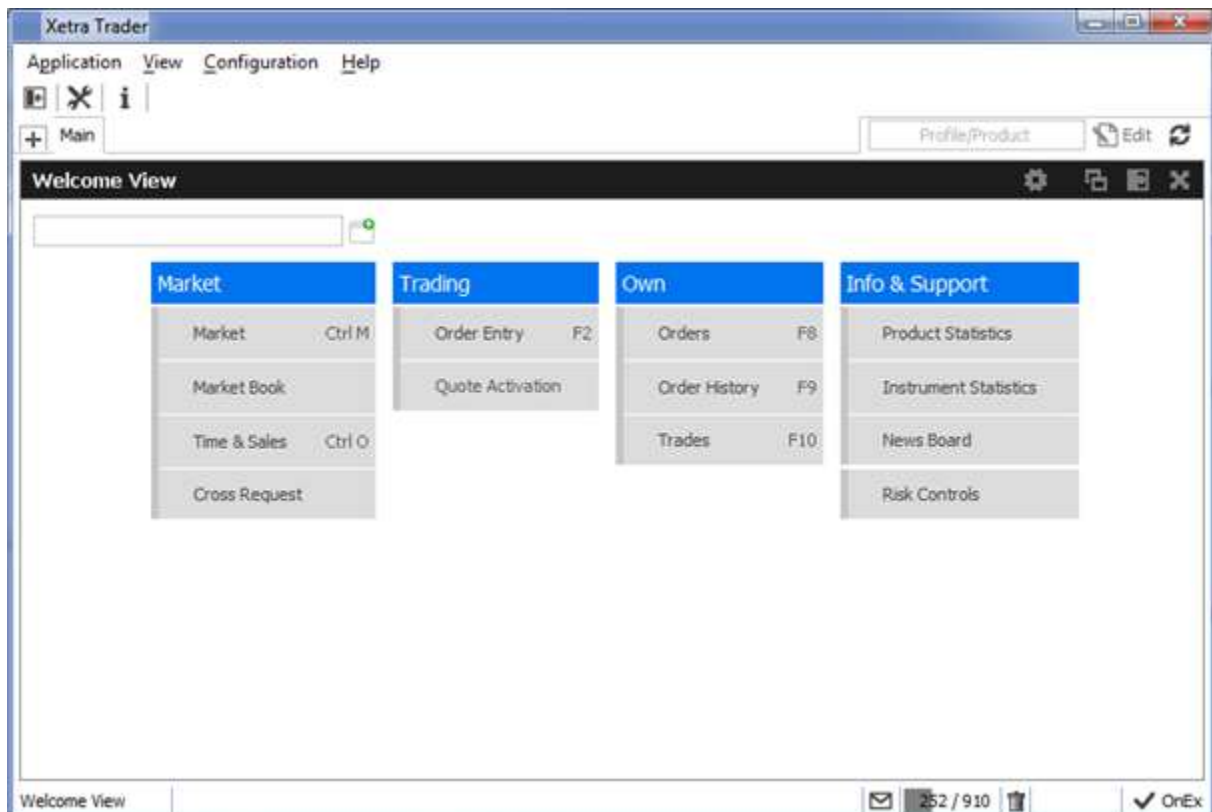 Xetra Trader
Application View Configuration Help
Main
Profile/Product
Edit
Welcome View
Market
Trading
Own
Info & Support
Market Ctrl M
Order Entry F2
Orders F8
Product Statistics
Market Book
Quote Activation
Order History F9
Instrument Statistics
Time & Sales Ctrl O
Trades F10
News Board
Cross Request
Risk Controls
Welcome View
252 / 910
OnEx